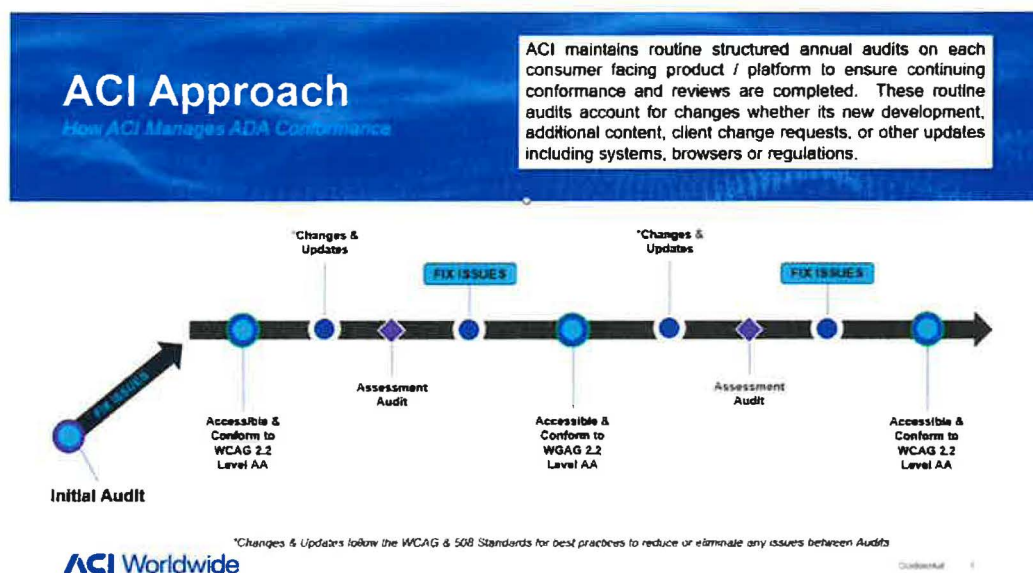 ACI Approach
How ACI Manages ADA Conformance
ACI maintains routine structured annual audits on each
consumer facing product / platform to ensure continuing
conformance and reviews are completed. These routine
audits account for changes whether its new development,
additional content, client change requests, or other updates
including systems, browsers or regulations.
*Changes &
Updates
FIX ISSUES
*Changes &
Updates
FIX ISSUES
FIX ISSUES
Assessment
Audit
Assessment
Audit
Accessible &
Conform to
WCAG 2.2
Level AA
Accessible &
Conform to
WGAG 2.2
Level AA
Accessible &
Conform to
WCAG 2.2
Level AA
Initial Audit
*Changes & Updates follow the WCAG & 508 Standards for best practices to reduce or eliminate any issues between Audits
ACI Worldwide
Confidential 1